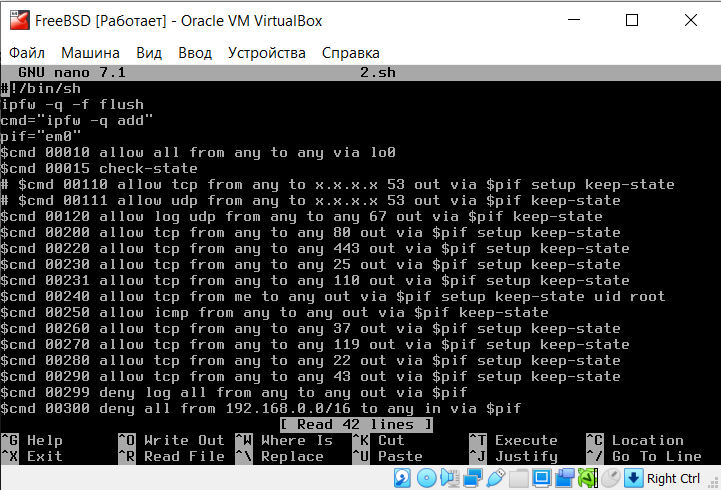 FreeBSD [Работает] - Oracle VM VirtualBox
Файл Машина Вид Ввод Устройства Справка
GNU nano 7.1 2.sh
#!/bin/sh
ipfw -q -f flush
cmd="ipfw -q add"
pif="em0"
$cmd 00010 allow all from any to any via lo0
$cmd 00015 check-state
# $cmd 00110 allow tcp from any to x.x.x.x 53 out via $pif setup keep-state
# $cmd 00111 allow udp from any to x.x.x.x 53 out via $pif keep-state
$cmd 00120 allow log udp from any to any 67 out via $pif keep-state
$cmd 00200 allow tcp from any to any 80 out via $pif setup keep-state
$cmd 00220 allow tcp from any to any 443 out via $pif setup keep-state
$cmd 00230 allow tcp from any to any 25 out via $pif setup keep-state
$cmd 00231 allow tcp from any to any 110 out via $pif setup keep-state
$cmd 00240 allow tcp from me to any out via $pif setup keep-state uid root
$cmd 00250 allow icmp from any to any out via $pif keep-state
$cmd 00260 allow tcp from any to any 37 out via $pif setup keep-state
$cmd 00270 allow tcp from any to any 119 out via $pif setup keep-state
$cmd 00280 allow tcp from any to any 22 out via $pif setup keep-state
$cmd 00290 allow tcp from any to any 43 out via $pif setup keep-state
$cmd 00299 deny log all from any to any out via $pif
$cmd 00300 deny all from 192.168.0.0/16 to any in via $pif
[ Read 42 lines ]
^G Help ^O Write Out ^W Where Is ^K Cut ^T Execute ^C Location
^X Exit ^R Read File ^\ Replace ^U Paste ^J Justify ^/ Go To Line
Right Ctrl